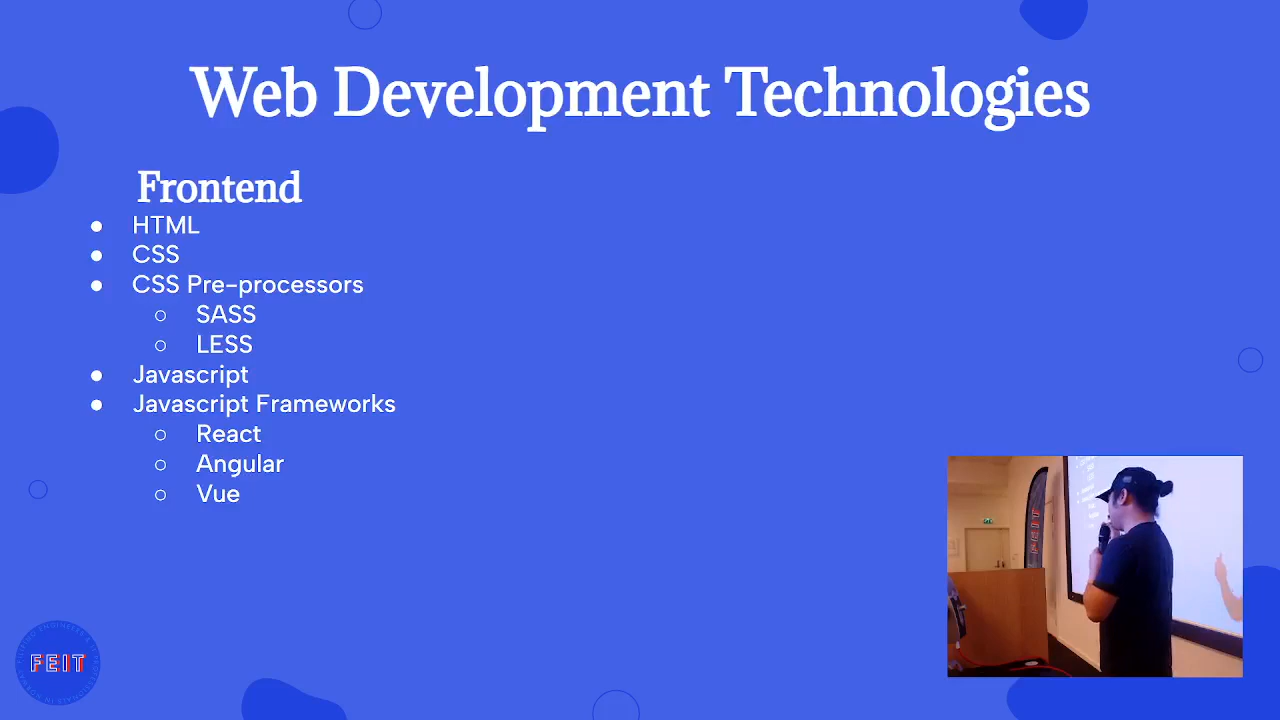 Web Development Technologies
Frontend
● HTML
● CSS
● CSS Pre-processors
○ SASS
○ LESS
● Javascript
● Javascript Frameworks
○ React
○ Angular
○ Vue
FEIT